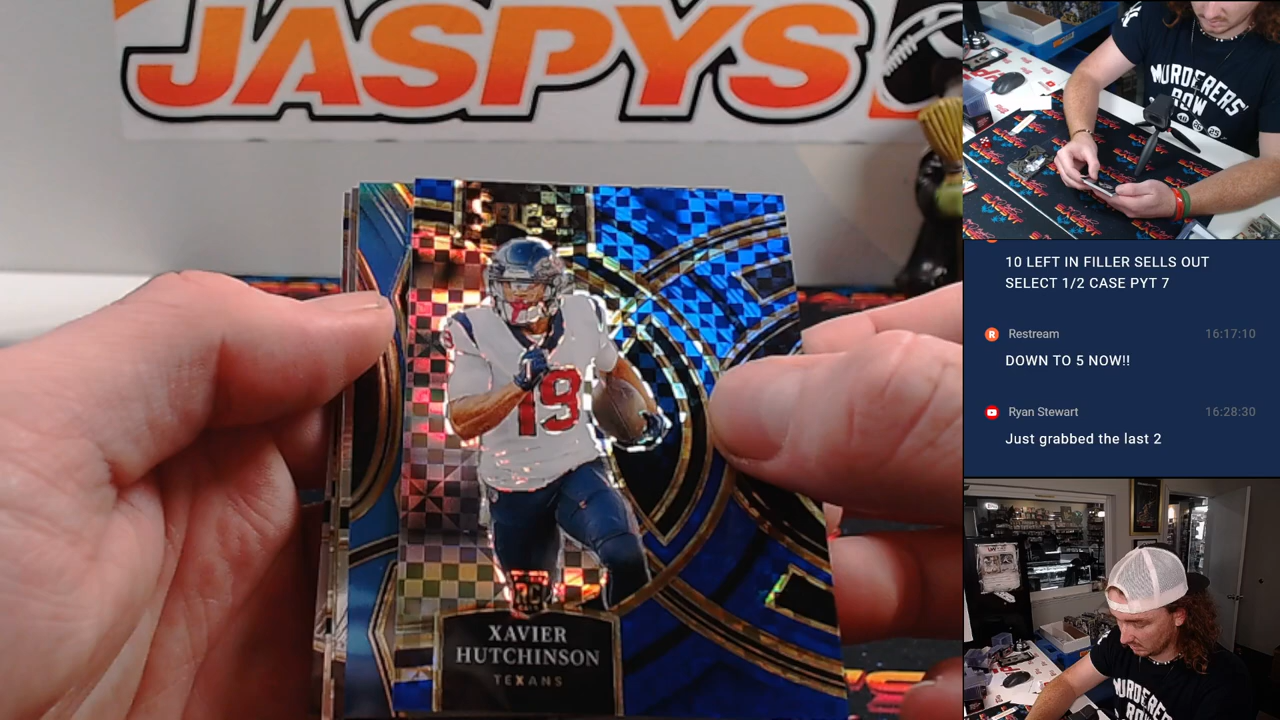 JASPYS
SELECT
19
RC
XAVIER
HUTCHINSON
TEXANS
MURDERERS
ROW
10 LEFT IN FILLER SELLS OUT
SELECT 1/2 CASE PYT 7
R Restream 16:17:10
DOWN TO 5 NOW!!
Ryan Stewart 16:28:30
Just grabbed the last 2
MURDERERS